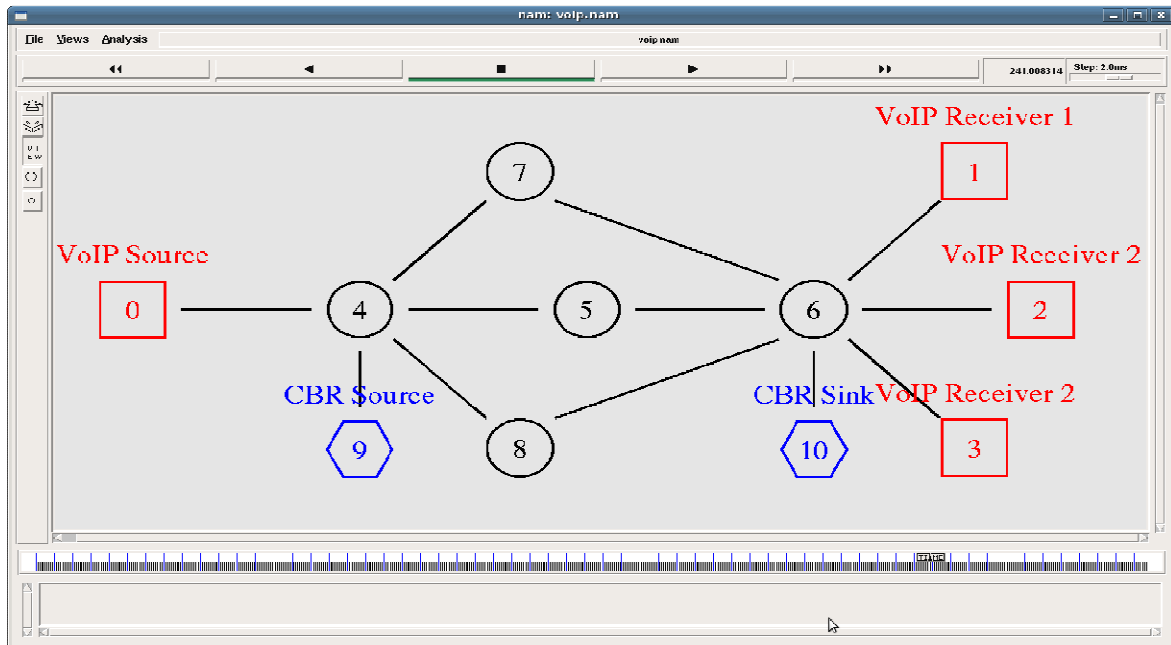 nam: voip.nam
File Views Analysis voip.nam
241.008314 Step: 2.0ms
VoIP Receiver 1
7 1
VoIP Source VoIP Receiver 2
0 4 5 6 2
CBR Source CBR Sink VoIP Receiver 2
9 8 10 3
TIME